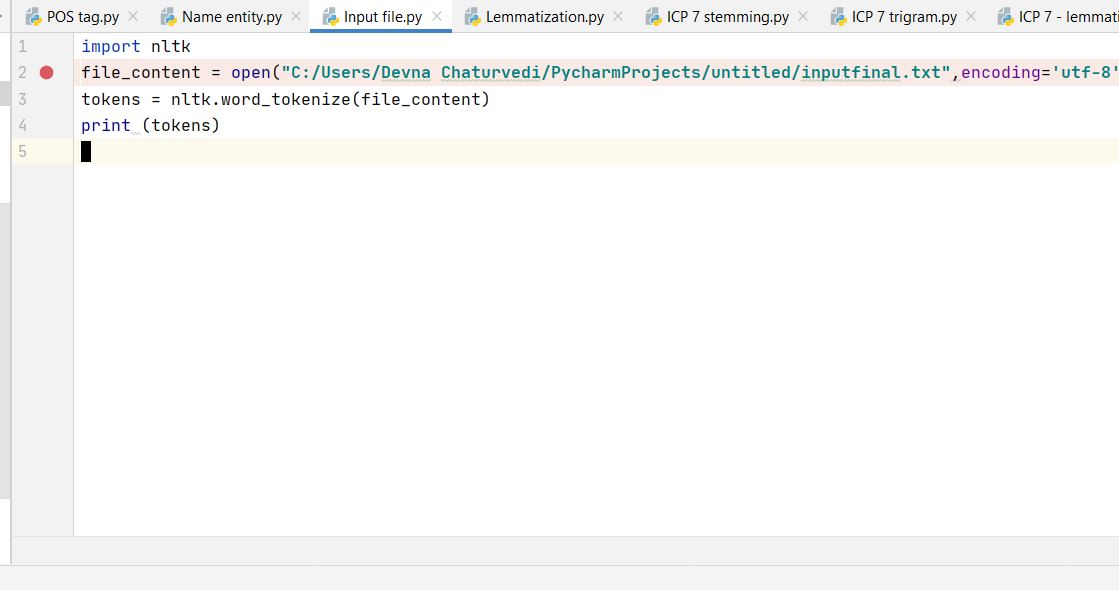 POS tag.py Name entity.py Input file.py Lemmatization.py ICP 7 stemming.py ICP 7 trigram.py ICP 7 - lemmati
1 import nltk
2 file_content = open("C:/Users/Devna Chaturvedi/PycharmProjects/untitled/inputfinal.txt",encoding='utf-8'
3 tokens = nltk.word_tokenize(file_content)
4 print (tokens)
5